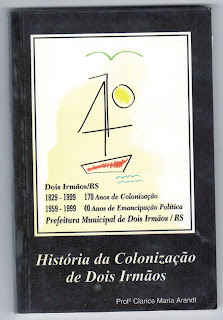 40
Dois Irmãos/RS
1829 - 1999 170 Anos de Colonização
1959 - 1999 40 Anos de Emancipação Política
Prefeitura Municipal de Dois Irmãos / RS
História da Colonização
de Dois Irmãos
Profª Clarice Maria Arandt